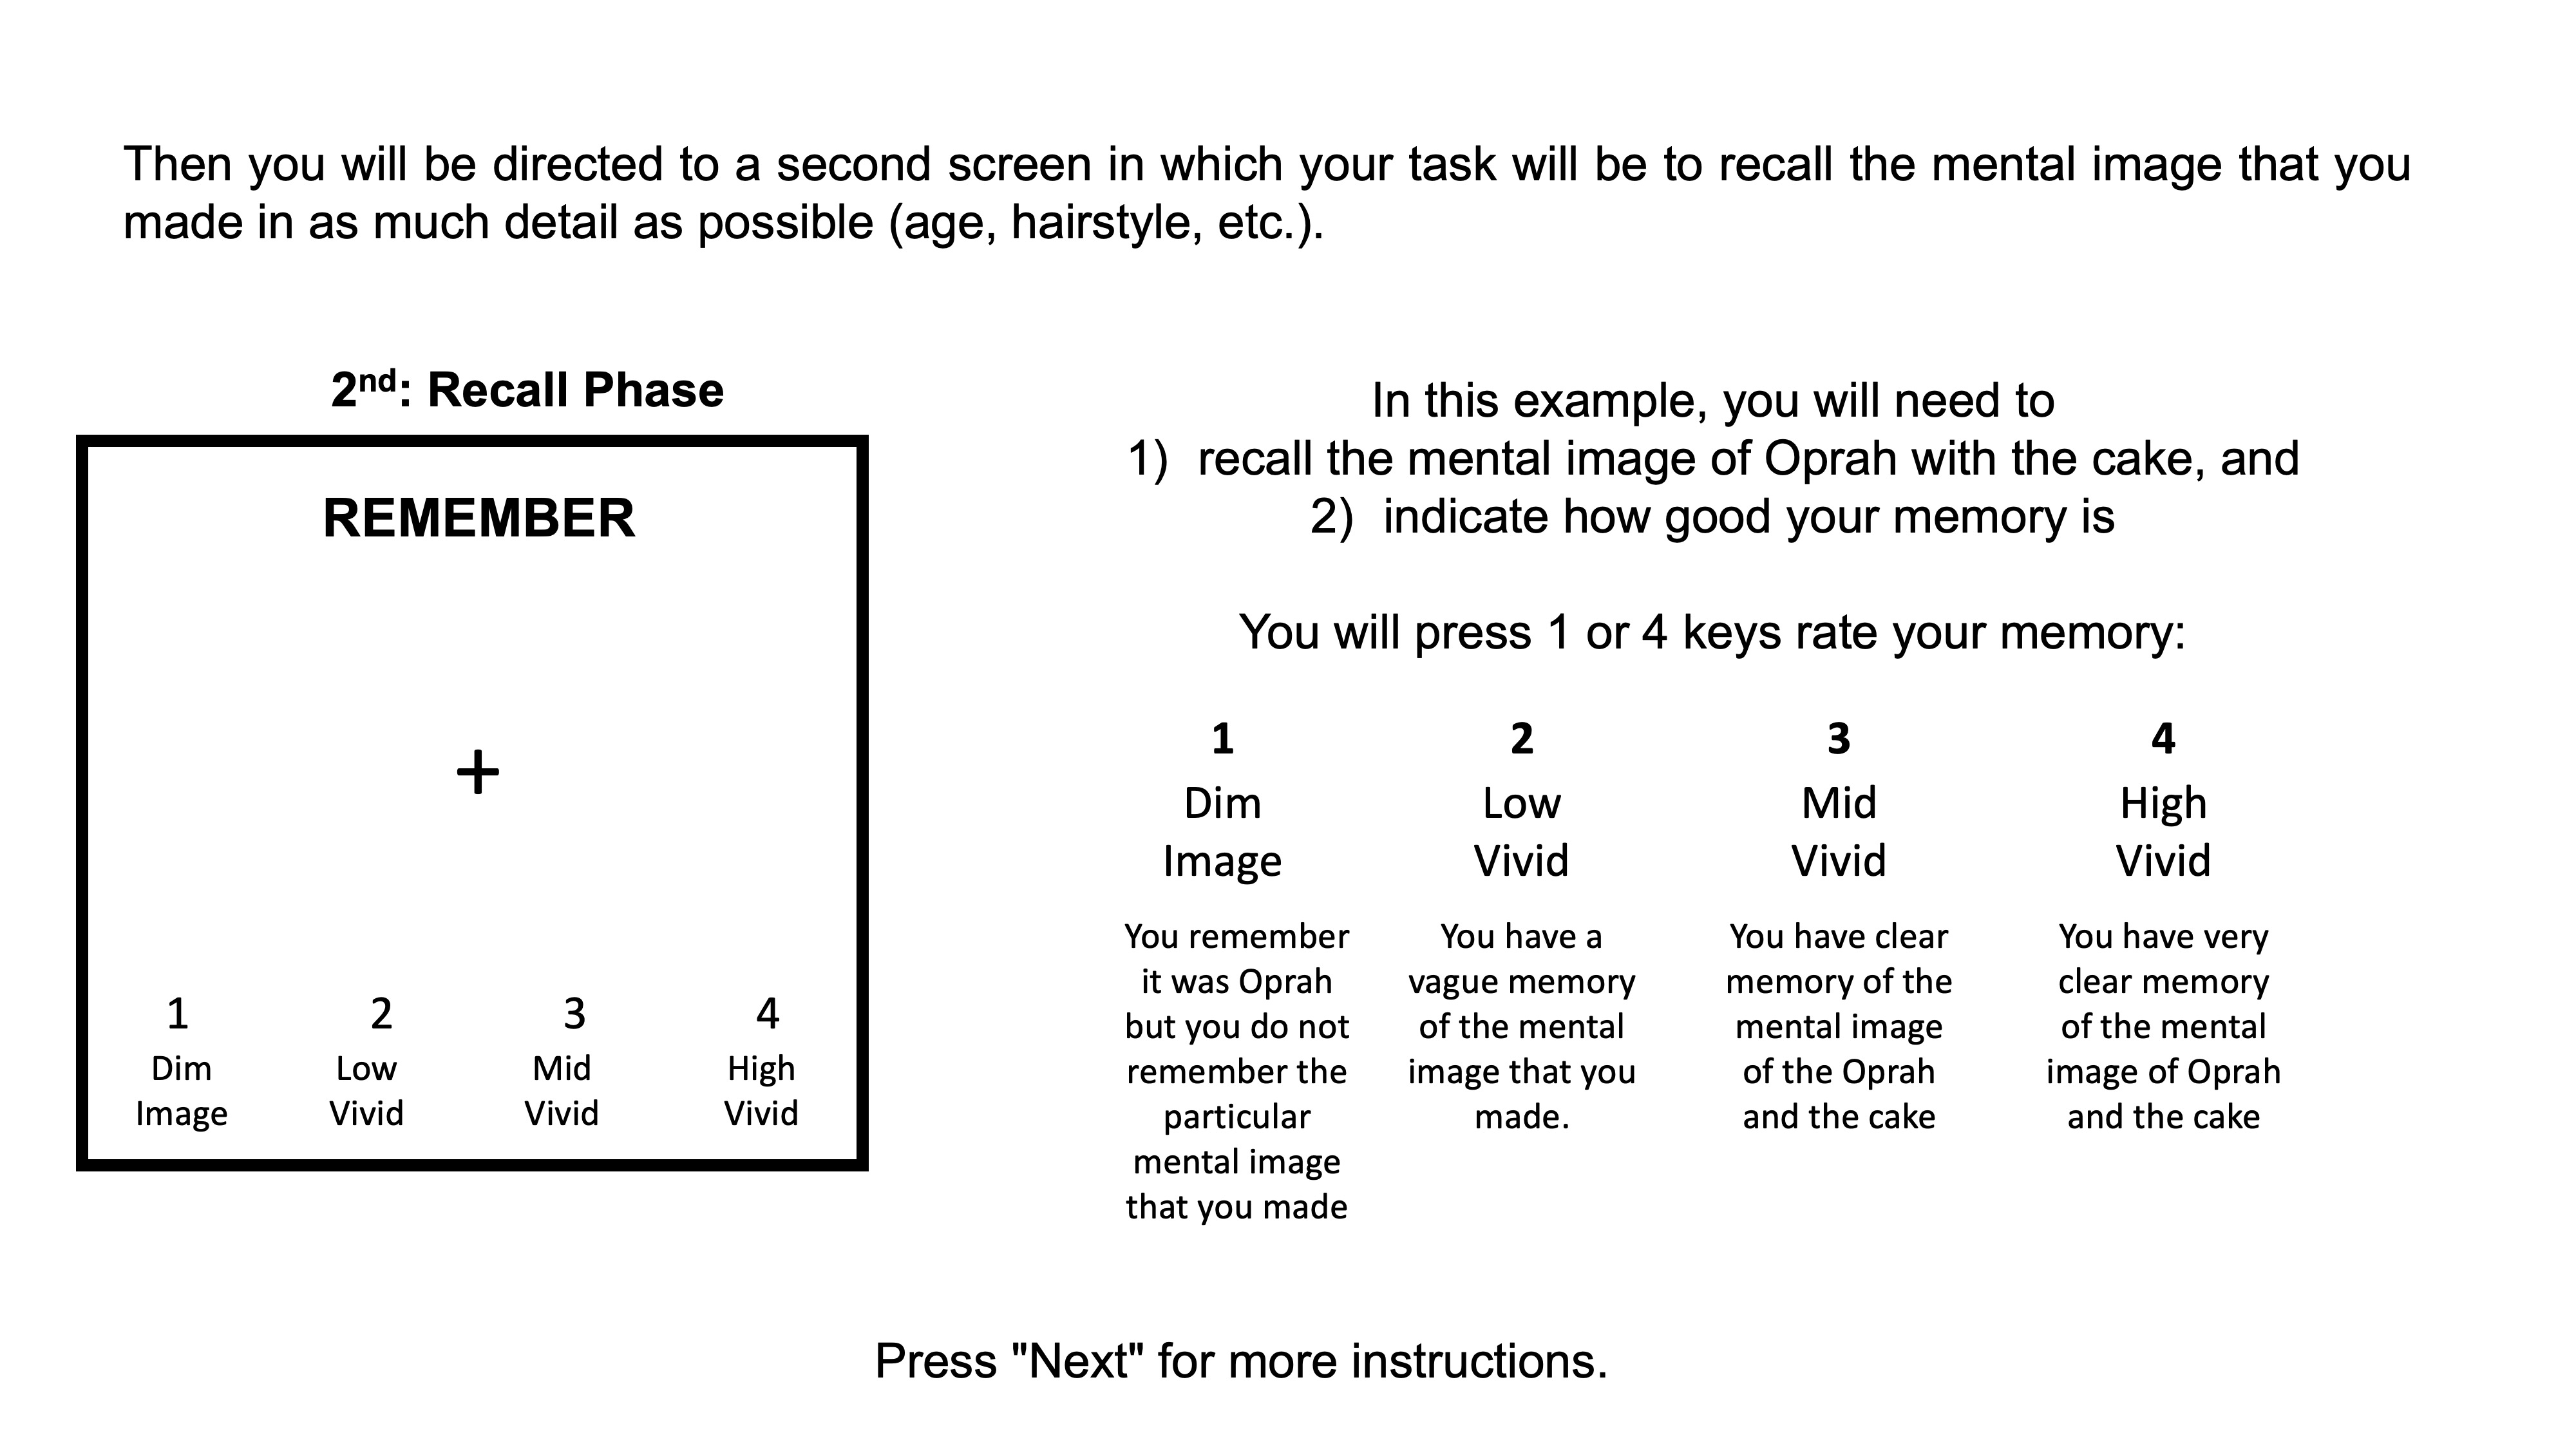 Then you will be directed to a second screen in which your task will be to recall the mental image that you
made in as much detail as possible (age, hairstyle, etc.).
2nd: Recall Phase
REMEMBER
+
1 2 3 4
Dim Low Mid High
Image Vivid Vivid Vivid
In this example, you will need to
1) recall the mental image of Oprah with the cake, and
2) indicate how good your memory is
You will press 1 or 4 keys rate your memory:
1
Dim
Image
You remember
it was Oprah
but you do not
remember the
particular
mental image
that you made
2
Low
Vivid
You have a
vague memory
of the mental
image that you
made.
3
Mid
Vivid
You have clear
memory of the
mental image
of the Oprah
and the cake
4
High
Vivid
You have very
clear memory
of the mental
image of Oprah
and the cake
Press "Next" for more instructions.